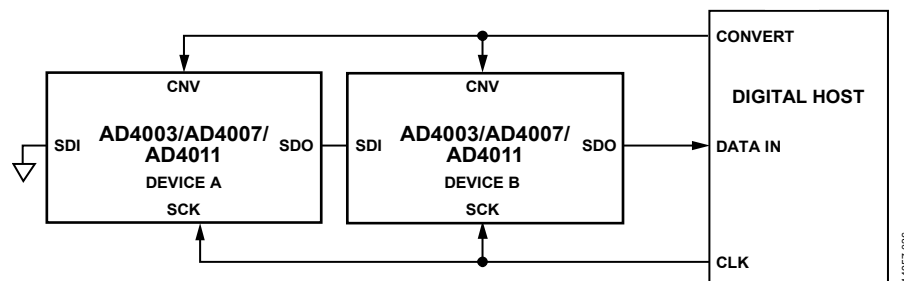 CONVERT
CNV
CNV
DIGITAL HOST
SDI
AD4003/AD4007/
AD4011
SDO
SDI
AD4003/AD4007/
AD4011
SDO
DATA IN
DEVICE A
DEVICE B
SCK
SCK
CLK